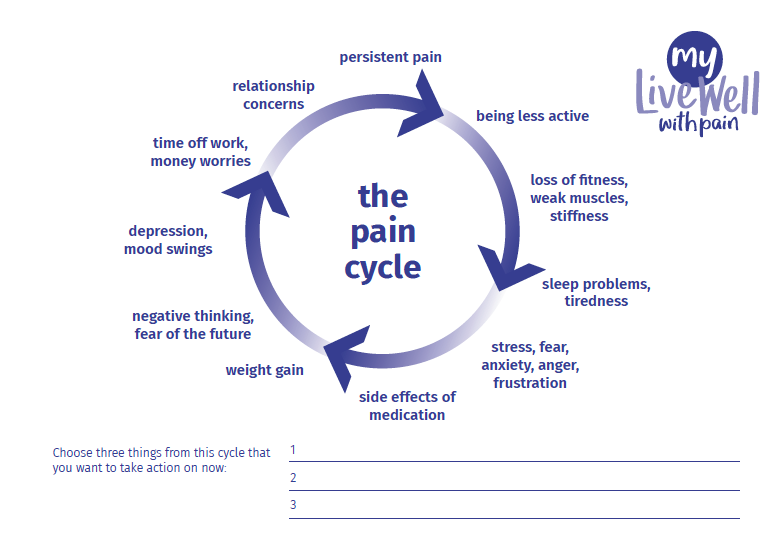 persistent pain
my
Live Well
with pain
relationship
concerns
being less active
time off work,
money worries
loss of fitness,
weak muscles,
stiffness
the
pain
cycle
depression,
mood swings
sleep problems,
tiredness
negative thinking,
fear of the future
stress, fear,
anxiety, anger,
frustration
weight gain
side effects of
medication
Choose three things from this cycle that
you want to take action on now:
1
2
3